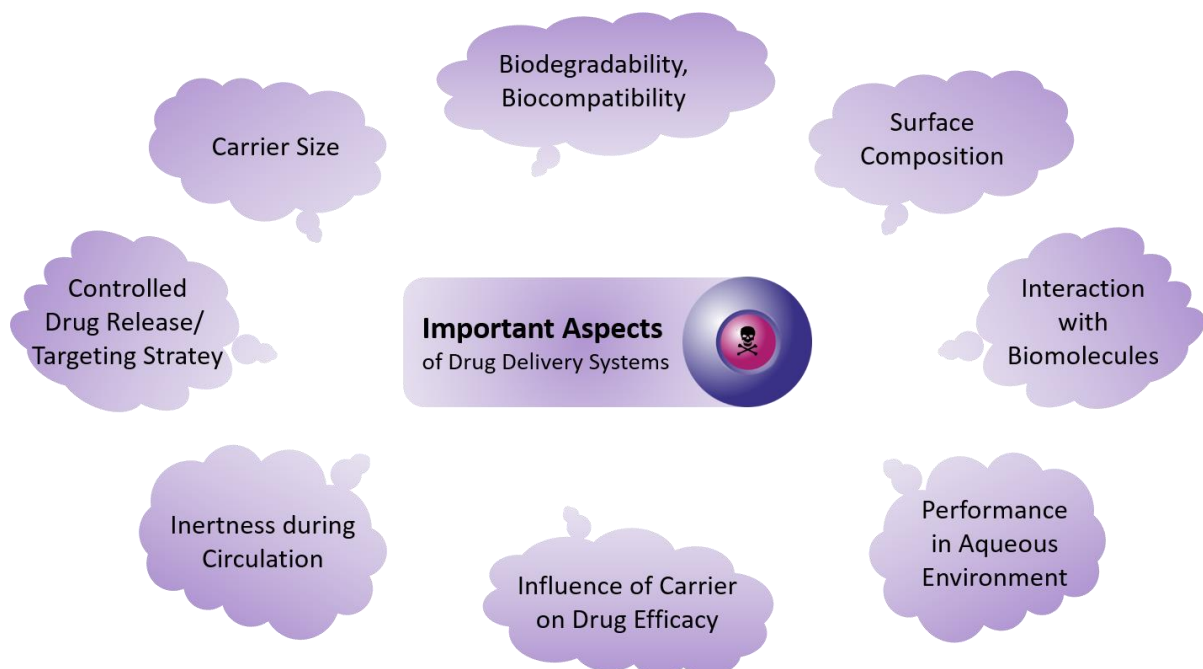 Biodegradability,
Biocompatibility
Carrier Size
Surface
Composition
Controlled
Drug Release/
Targeting Stratey
Important Aspects
of Drug Delivery Systems
Interaction
with
Biomolecules
Inertness during
Circulation
Influence of Carrier
on Drug Efficacy
Performance
in Aqueous
Environment